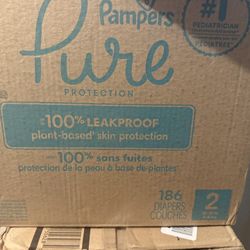 Pampers
Pure
PROTECTION
#1
PEDIATRICIAN
100% LEAKPROOF
plant-based* skin protection
100% sans fuites
protection de la peau à base de plantes*
186
DIAPERS
COUCHES
2